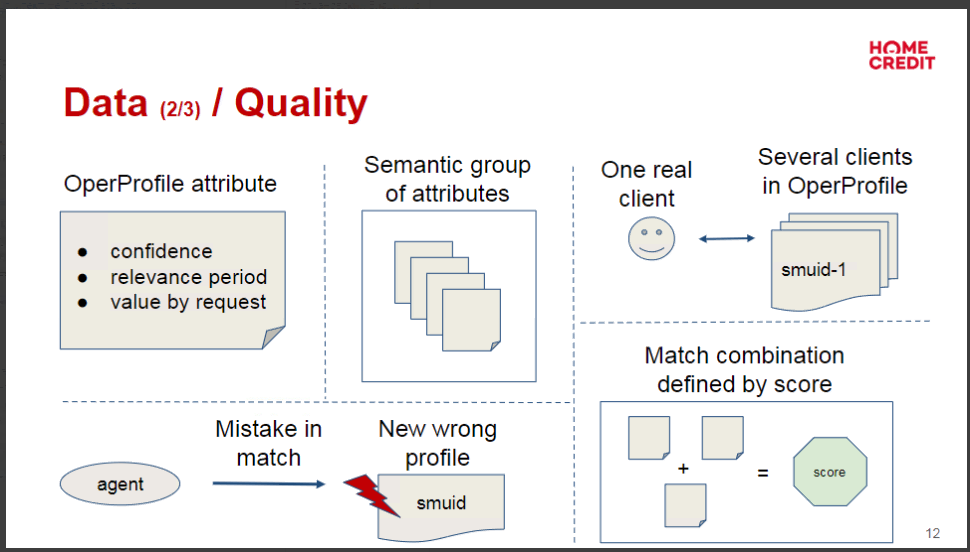 HOME
CREDIT
Data (2/3) / Quality
OperProfile attribute
● confidence
● relevance period
● value by request
Semantic group
of attributes
One real
client
Several clients
in OperProfile
smuid-1
Mistake in
match
New wrong
profile
agent
smuid
Match combination
defined by score
+
=
score
12